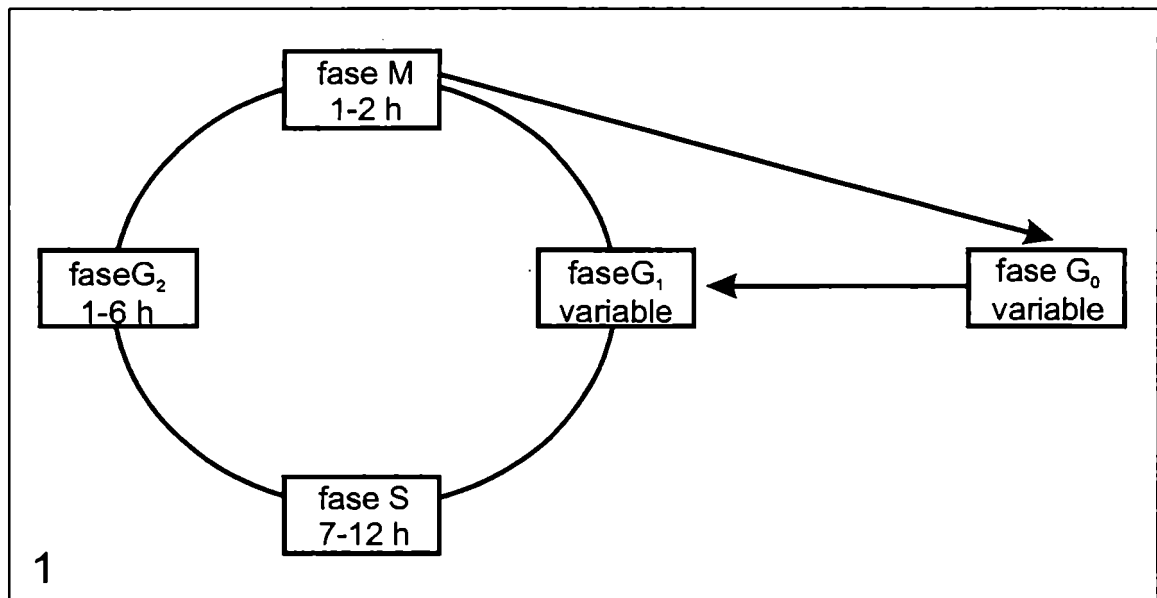 fase M
1-2 h
faseG₂
1-6 h
faseG₁
variable
fase G₀
variable
fase S
7-12 h
1